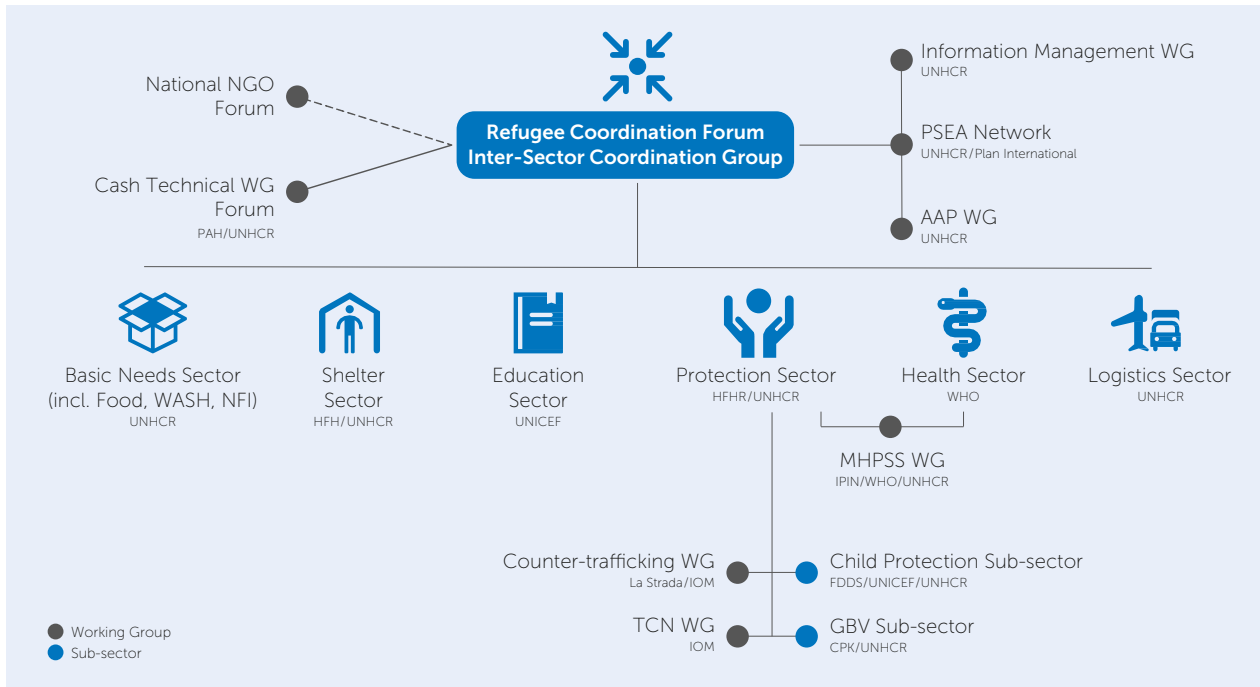 National NGO
Forum
Cash Technical WG
Forum
PAH/UNHCR
Refugee Coordination Forum
Inter-Sector Coordination Group
Information Management WG
UNHCR
PSEA Network
UNHCR/Plan International
AAP WG
UNHCR
Basic Needs Sector
(incl. Food, WASH, NFI)
UNHCR
Shelter
Sector
HFH/UNHCR
Education
Sector
UNICEF
Protection Sector
HFHR/UNHCR
Health Sector
WHO
Logistics Sector
UNHCR
MHPSS WG
IPIN/WHO/UNHCR
Counter-trafficking WG
La Strada/IOM
Child Protection Sub-sector
FDDS/UNICEF/UNHCR
TCN WG
IOM
GBV Sub-sector
CPK/UNHCR
Working Group
Sub-sector